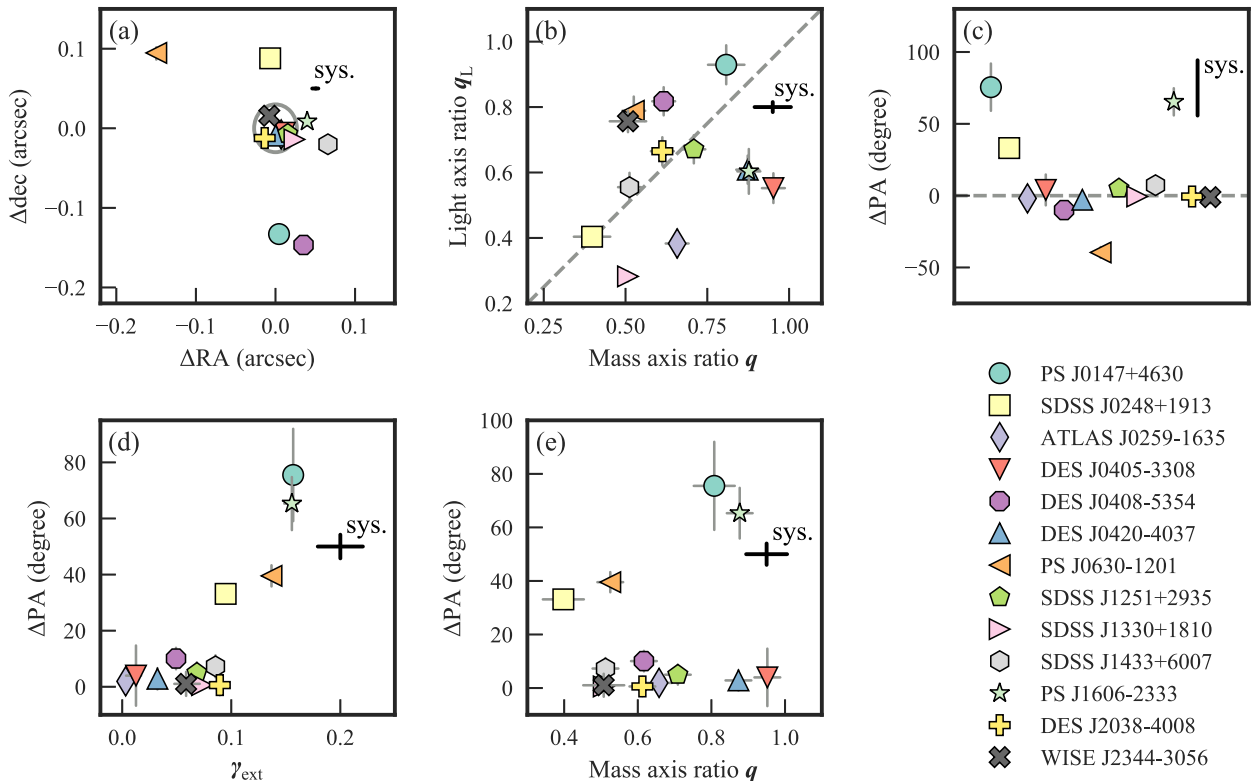 (a)
0.1
0.0
−0.1
−0.2
Δdec (arcsec)
sys.
−0.2
−0.1
0.0
0.1
ΔRA (arcsec)
(b)
1.0
0.8
0.6
0.4
0.2
Light axis ratio qL
sys.
0.25
0.50
0.75
1.00
Mass axis ratio q
(c)
100
50
0
−50
ΔPA (degree)
sys.
(d)
80
60
40
20
0
ΔPA (degree)
sys.
0.0
0.1
0.2
γext
(e)
100
80
60
40
20
0
ΔPA (degree)
sys.
0.4
0.6
0.8
1.0
Mass axis ratio q
PS J0147+4630
SDSS J0248+1913
ATLAS J0259-1635
DES J0405-3308
DES J0408-5354
DES J0420-4037
PS J0630-1201
SDSS J1251+2935
SDSS J1330+1810
SDSS J1433+6007
PS J1606-2333
DES J2038-4008
WISE J2344-3056